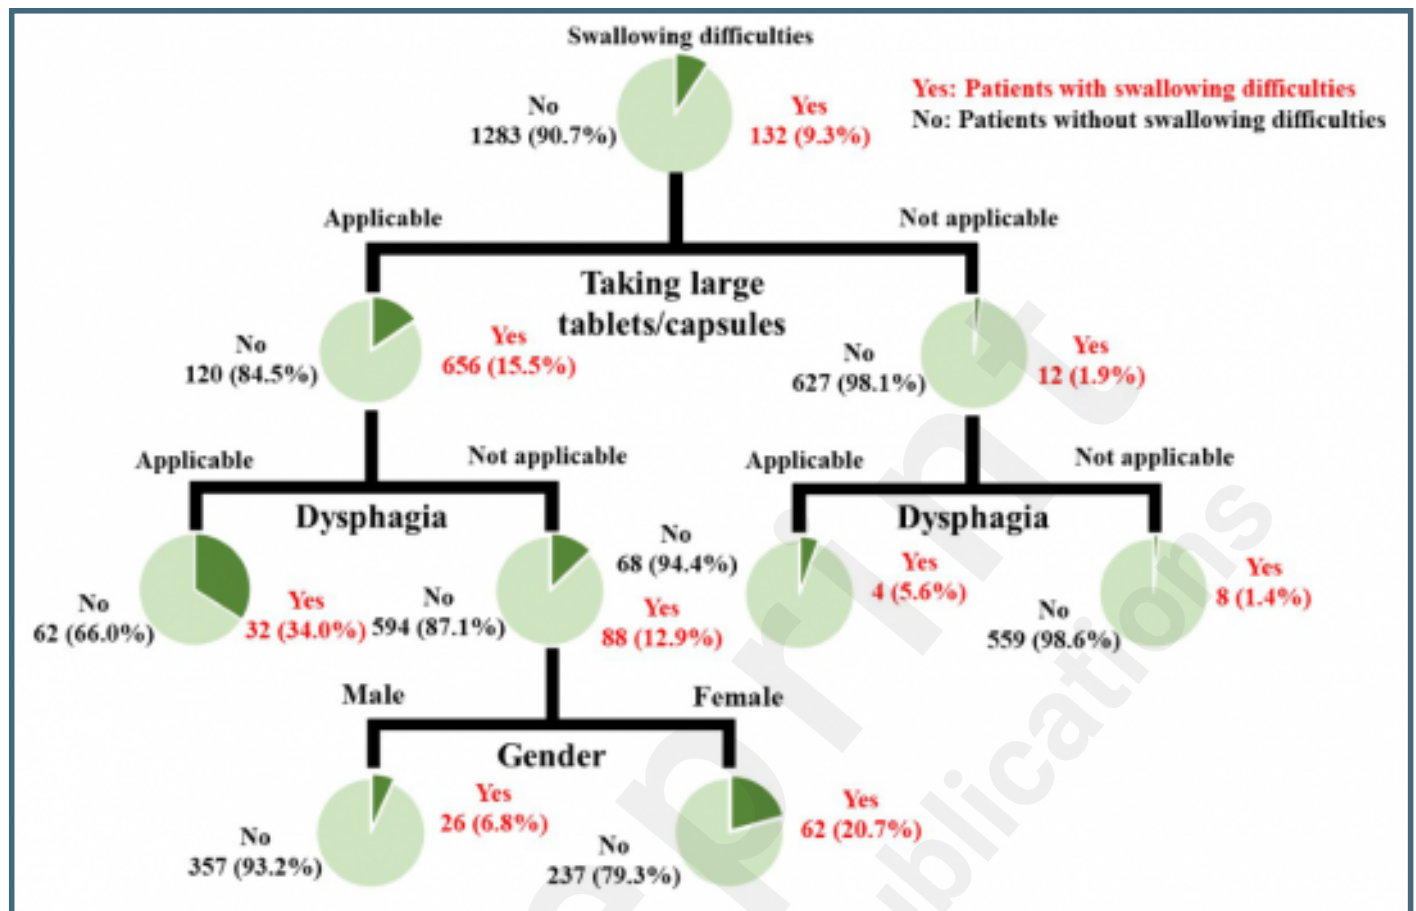 Swallowing difficulties
No
1283 (90.7%)
Yes
132 (9.3%)
Yes: Patients with swallowing difficulties
No: Patients without swallowing difficulties
Applicable
Not applicable
Taking large
tablets/capsules
No
120 (84.5%)
Yes
656 (15.5%)
No
627 (98.1%)
Yes
12 (1.9%)
Applicable
Not applicable
Dysphagia
Applicable
Not applicable
Dysphagia
No
62 (66.0%)
Yes
32 (34.0%)
No
594 (87.1%)
Yes
88 (12.9%)
No
68 (94.4%)
Yes
4 (5.6%)
No
559 (98.6%)
Yes
8 (1.4%)
Male
Female
Gender
No
357 (93.2%)
Yes
26 (6.8%)
No
237 (79.3%)
Yes
62 (20.7%)